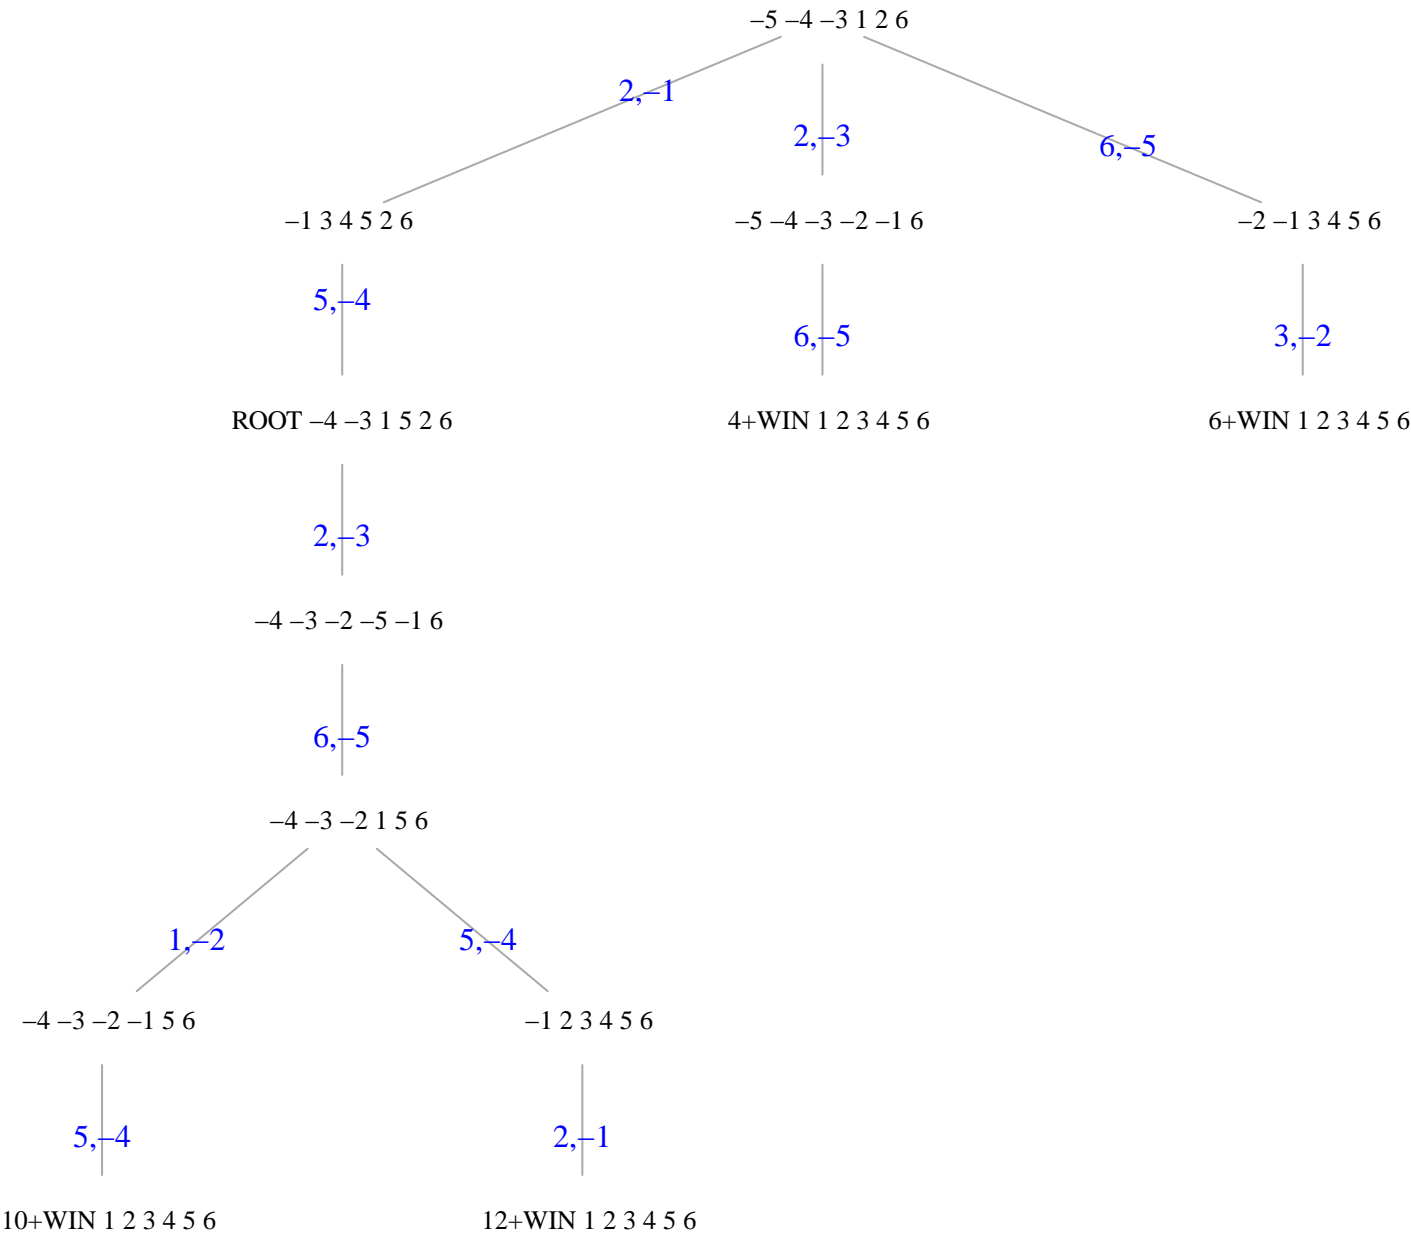 –5 –4 –3 1 2 6
2,–1
2,–3
6,–5
–1 3 4 5 2 6
–5 –4 –3 –2 –1 6
–2 –1 3 4 5 6
5,–4
6,–5
3,–2
ROOT –4 –3 1 5 2 6
4+WIN 1 2 3 4 5 6
6+WIN 1 2 3 4 5 6
2,–3
–4 –3 –2 –5 –1 6
6,–5
–4 –3 –2 1 5 6
1,–2
5,–4
–4 –3 –2 –1 5 6
–1 2 3 4 5 6
5,–4
2,–1
10+WIN 1 2 3 4 5 6
12+WIN 1 2 3 4 5 6